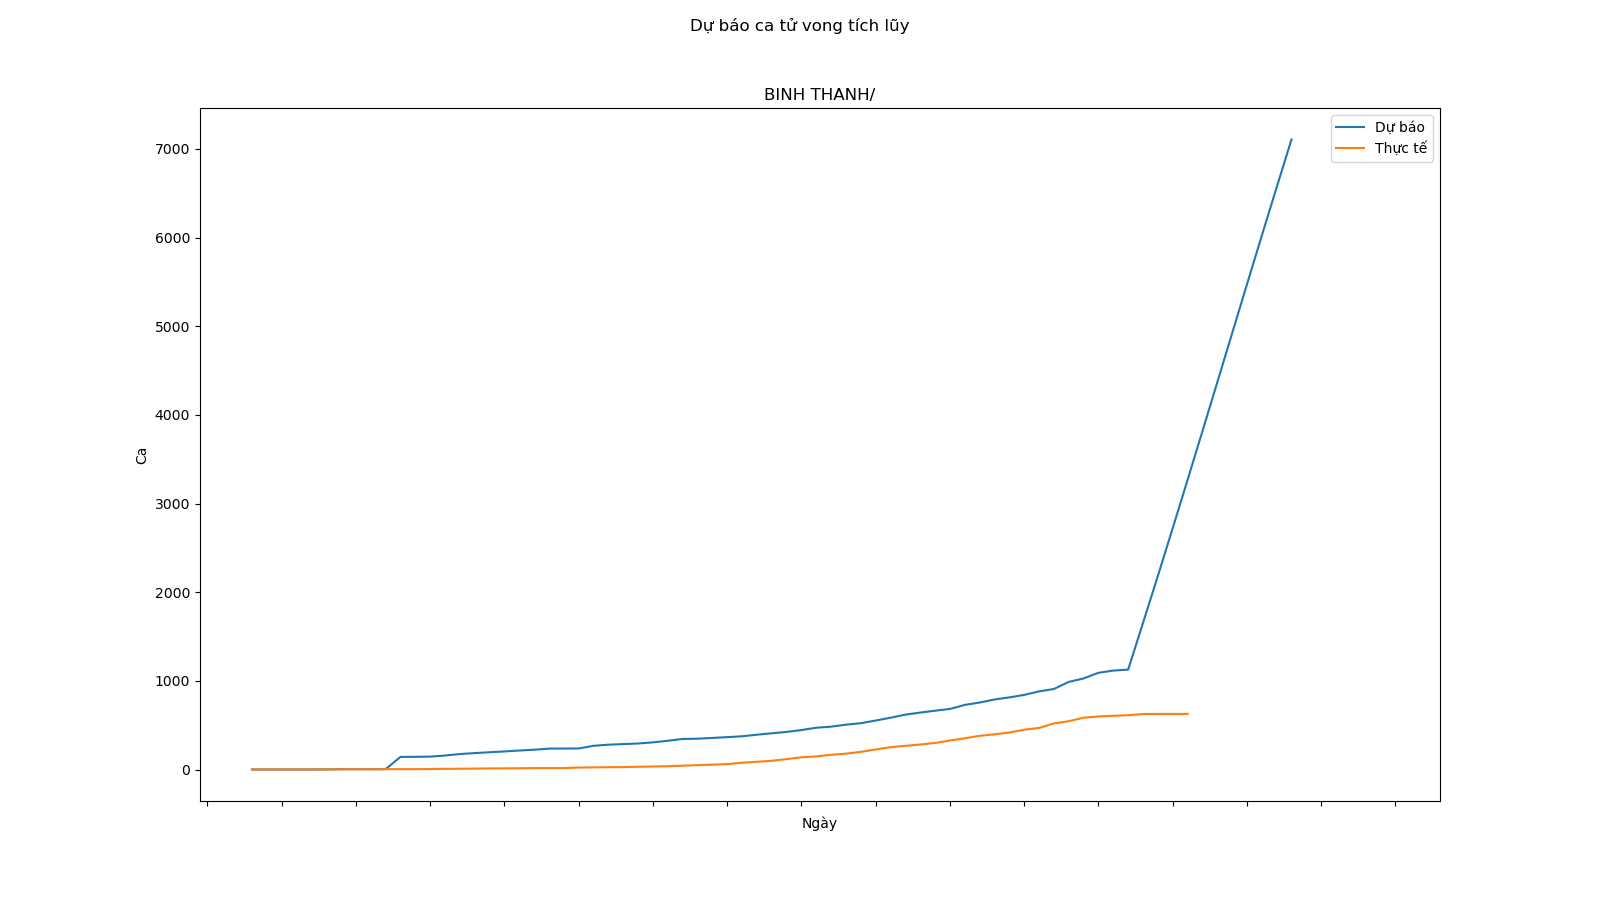 Dự báo ca tử vong tích lũy
BINH THANH/
Dự báo
Thực tế
7000
6000
5000
4000
3000
2000
1000
0
Ca
Ngày